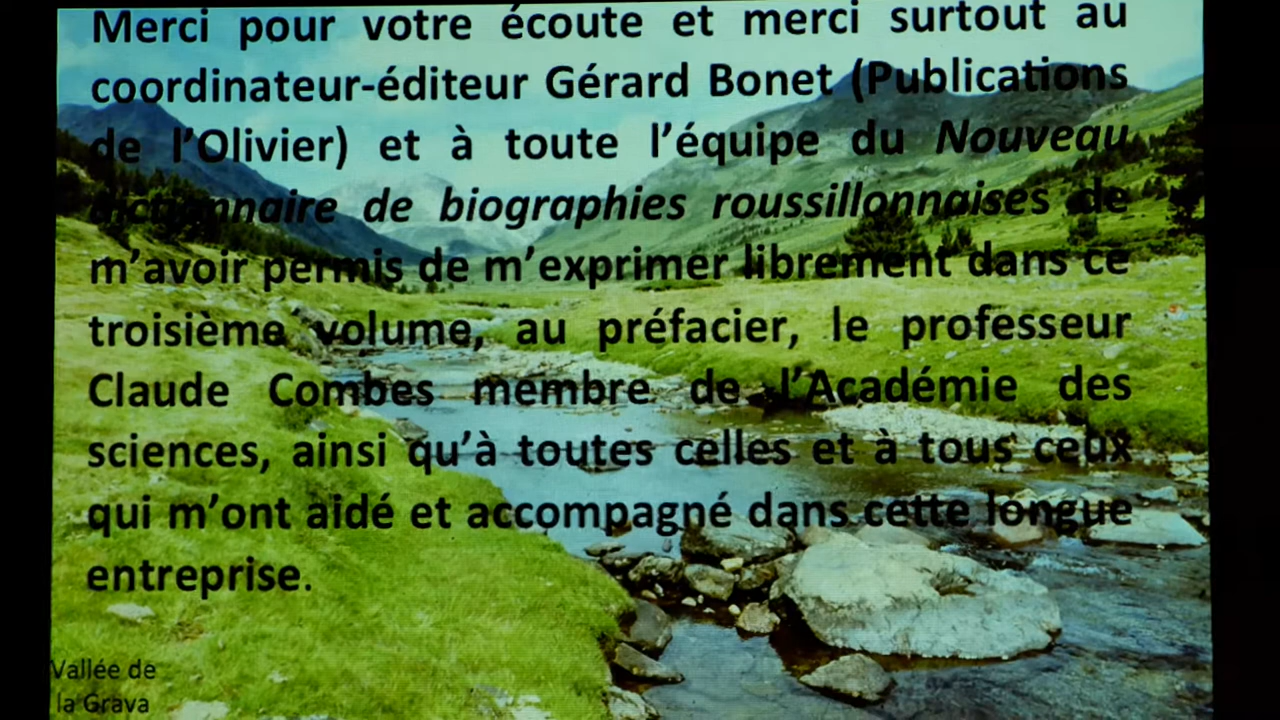 Merci pour votre écoute et merci surtout au
coordinateur-éditeur Gérard Bonet (Publications
de l’Olivier) et à toute l’équipe du Nouveau
dictionnaire de biographies roussillonnaises de
m’avoir permis de m’exprimer librement dans ce
troisième volume, au préfacier, le professeur
Claude Combes membre de l’Académie des
sciences, ainsi qu’à toutes celles et à tous ceux
qui m’ont aidé et accompagné dans cette longue
entreprise.
Vallée de
la Grava